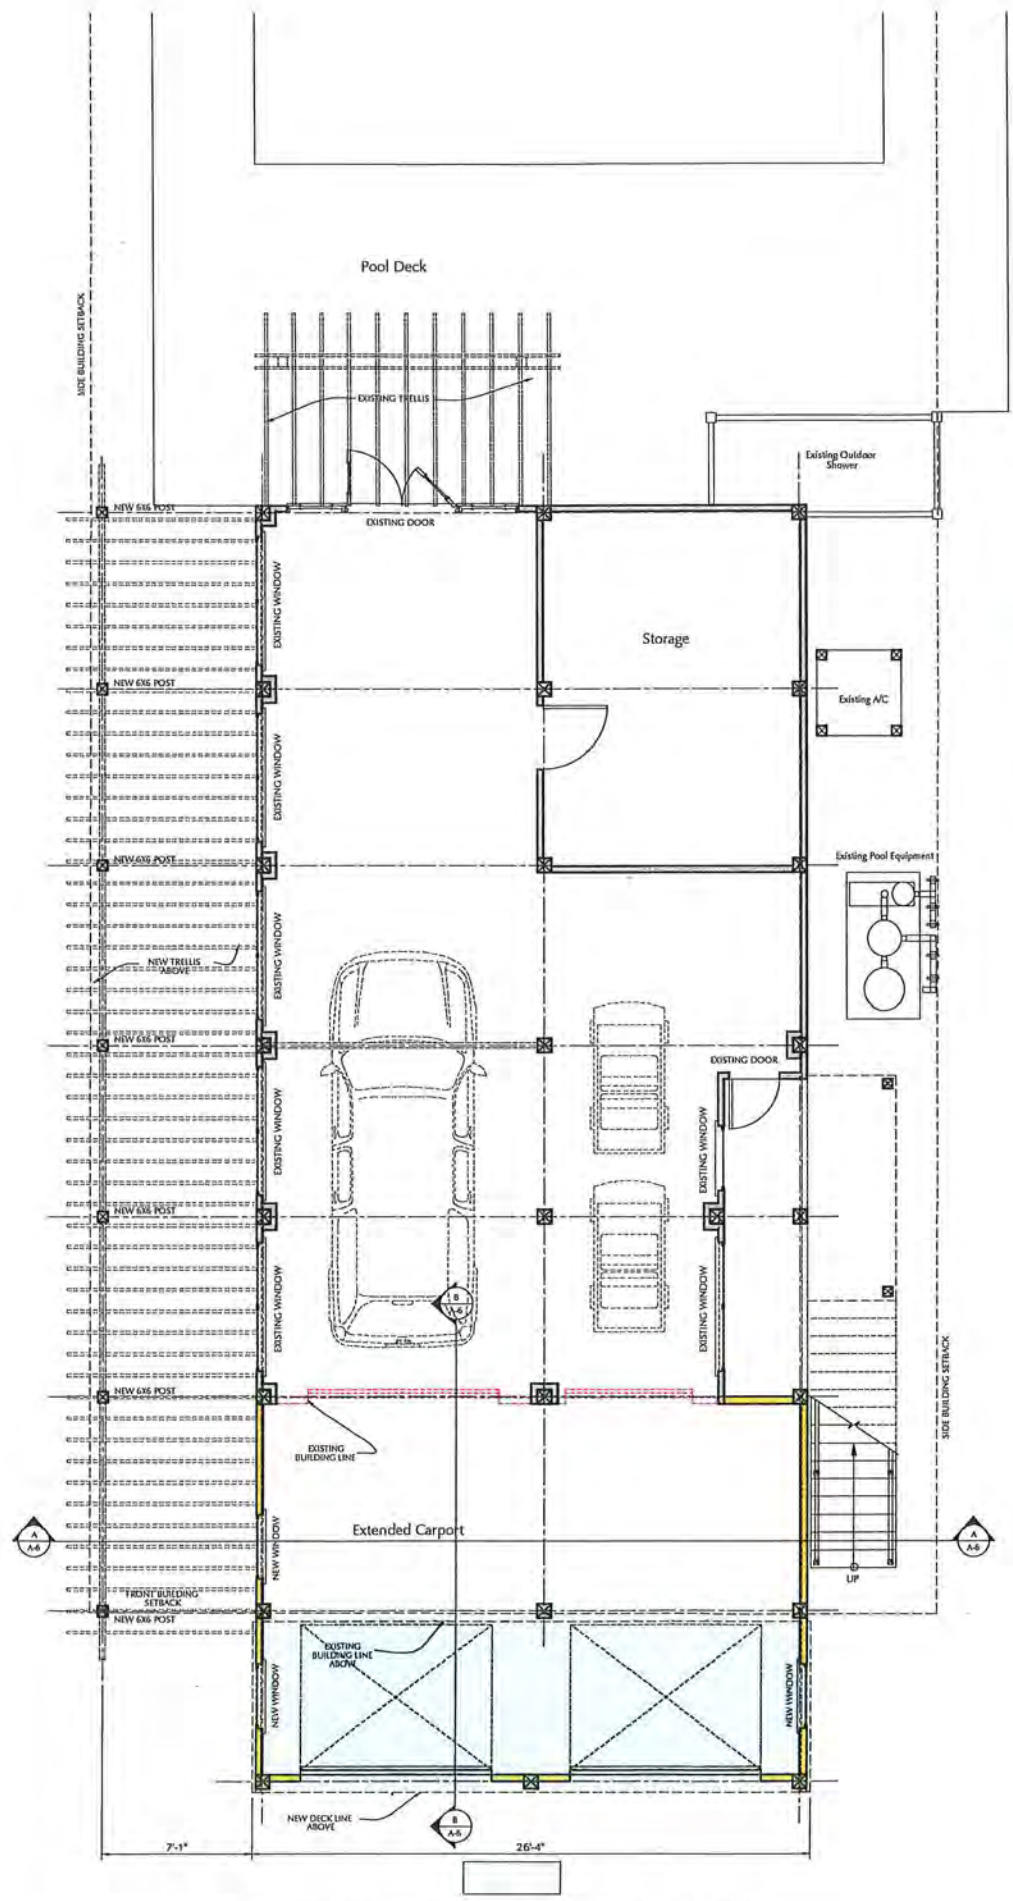 Pool Deck
SIDE BUILDING SETBACK
EXISTING TRELLIS
Existing Outdoor
Shower
NEW 6X6 POST
EXISTING DOOR
EXISTING WINDOW
Storage
NEW 6X6 POST
Existing A/C
EXISTING WINDOW
NEW 6X6 POST
Existing Pool Equipment
EXISTING WINDOW
NEW TRELLIS
ABOVE
NEW 6X6 POST
EXISTING DOOR
EXISTING WINDOW
EXISTING WINDOW
NEW 6X6 POST
EXISTING WINDOW
EXISTING WINDOW
B
A-6
SIDE BUILDING SETBACK
NEW 6X6 POST
EXISTING
BUILDING LINE
Extended Carport
A
A-6
A
A-6
NEW WINDOW
UP
FRONT BUILDING
SETBACK
NEW 6X6 POST
EXISTING
BUILDING LINE
ABOVE
NEW WINDOW
NEW WINDOW
NEW DECK LINE
ABOVE
B
A-6
7'-1"
26'-4"